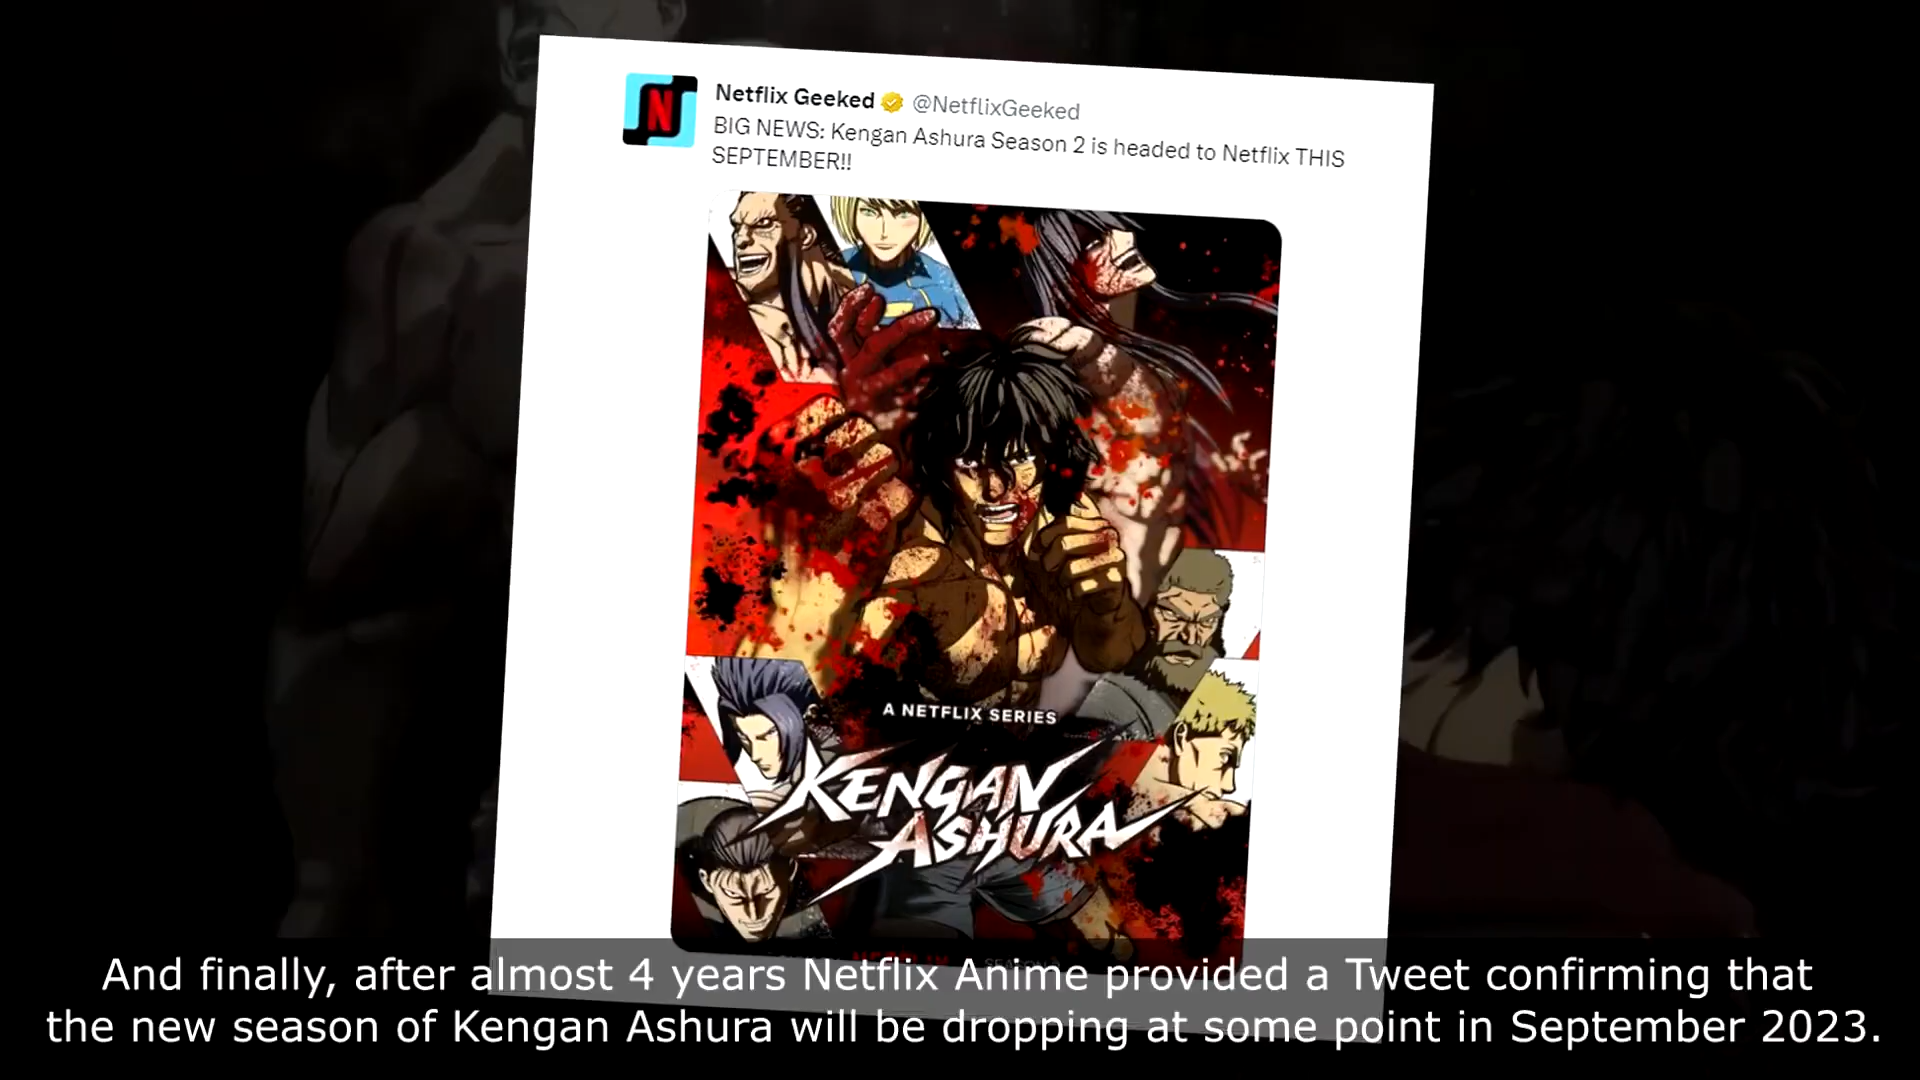 Netflix Geeked @NetflixGeeked
BIG NEWS: Kengan Ashura Season 2 is headed to Netflix THIS
SEPTEMBER!!
N
A NETFLIX SERIES
KENGAN
ASHURA
And finally, after almost 4 years Netflix Anime provided a Tweet confirming that
the new season of Kengan Ashura will be dropping at some point in September 2023.